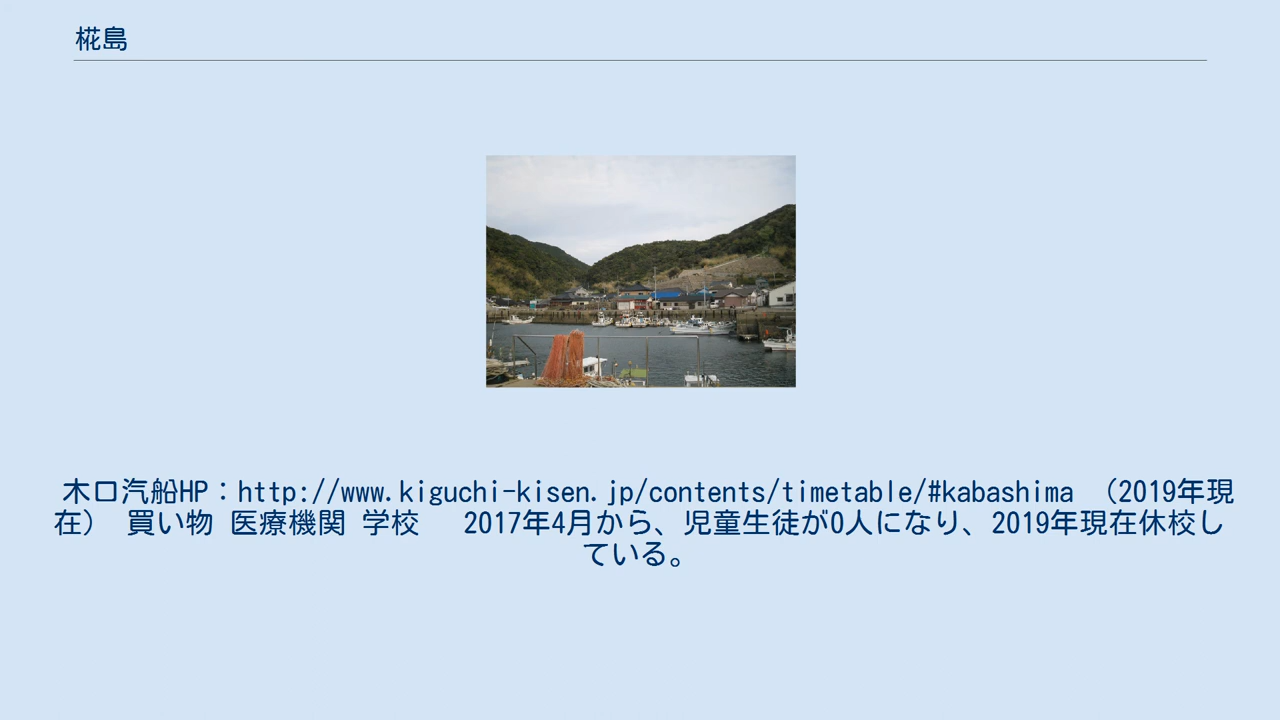 椛島
木口汽船HP：http://www.kiguchi-kisen.jp/contents/timetable/#kabashima （2019年現
在） 買い物 医療機関 学校　 2017年4月から、児童生徒が0人になり、2019年現在休校し
ている。